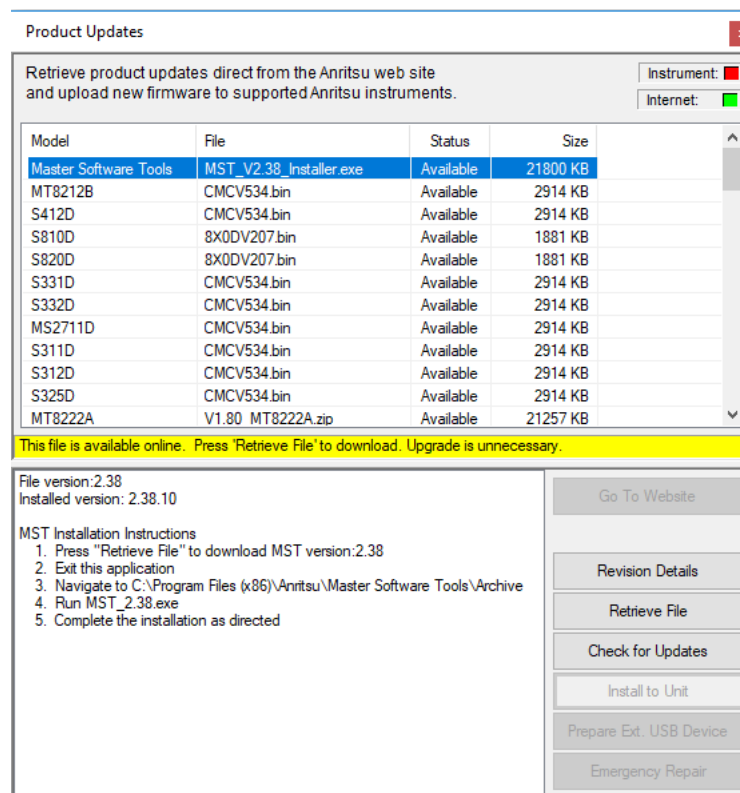 Product Updates
Retrieve product updates direct from the Anritsu web site
and upload new firmware to supported Anritsu instruments.
Instrument:
Internet:
Model File Status Size
Master Software Tools MST_V2.38_Installer.exe Available 21800 KB
MT8212B CMCV534.bin Available 2914 KB
S412D CMCV534.bin Available 2914 KB
S810D 8X0DV207.bin Available 1881 KB
S820D 8X0DV207.bin Available 1881 KB
S331D CMCV534.bin Available 2914 KB
S332D CMCV534.bin Available 2914 KB
MS2711D CMCV534.bin Available 2914 KB
S311D CMCV534.bin Available 2914 KB
S312D CMCV534.bin Available 2914 KB
S325D CMCV534.bin Available 2914 KB
MT8222A V1.80_MT8222A.zip Available 21257 KB
This file is available online. Press 'Retrieve File' to download. Upgrade is unnecessary.
File version:2.38
Installed version: 2.38.10
MST Installation Instructions
1. Press "Retrieve File" to download MST version:2.38
2. Exit this application
3. Navigate to C:\Program Files (x86)\Anritsu\Master Software Tools\Archive
4. Run MST_2.38.exe
5. Complete the installation as directed
Go To Website
Revision Details
Retrieve File
Check for Updates
Install to Unit
Prepare Ext. USB Device
Emergency Repair